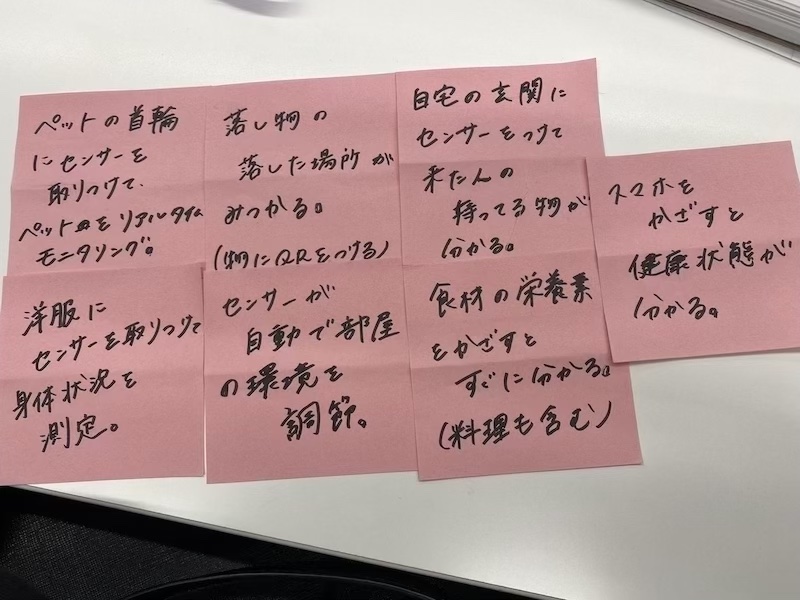 ペットの首輪
にセンサーを
取りつけて、
ペットをリアルタイム
モニタリング。
落し物の
落した場所が
みつかる。
(物にQRをつける)
自宅の玄関に
センサーをつけて
来た人の
持ってる物が
分かる。
スマホを
かざすと
健康状態が
分かる。
洋服に
センサーを取りつけて
身体状況を
測定。
センサーが
自動で部屋
の環境を
調節。
食材の栄養素
をかざすと
すぐに分かる。
(料理も含む)